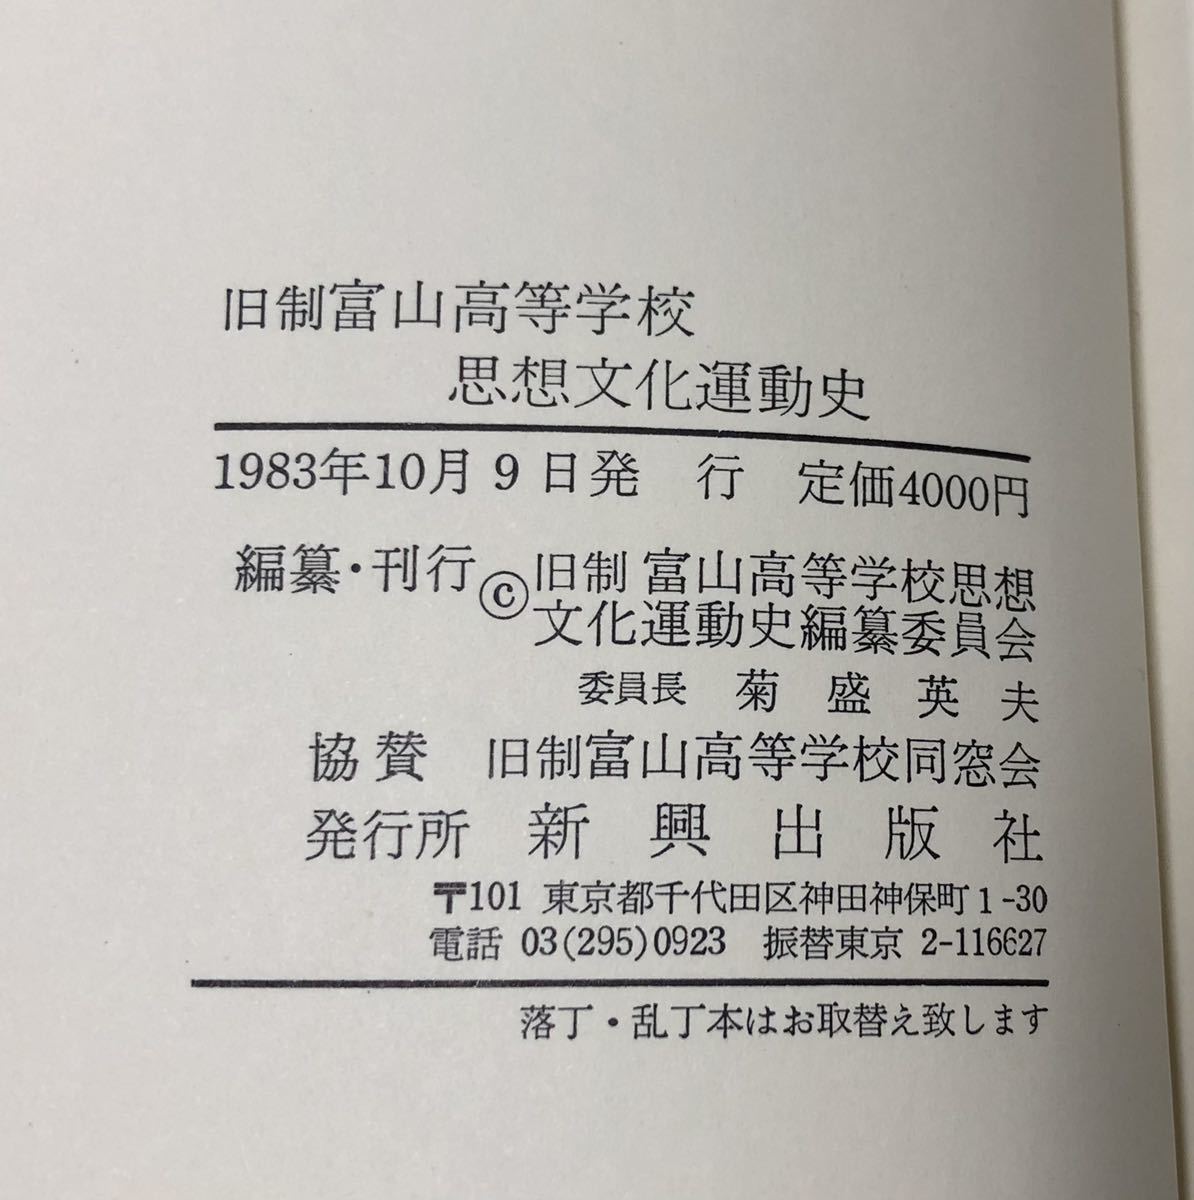 旧制富山高等学校
思想文化運動史
1983年10月9日発　行　定価4000円
編纂・刊行 © 旧制 富山高等学校思想
文化運動史編纂委員会
委員長　菊　盛　英　夫
協 賛　旧制富山高等学校同窓会
発行所　新　興　出　版　社
〒101 東京都千代田区神田神保町1-30
電話 03(295)0923　振替東京 2-116627
落丁・乱丁本はお取替え致します